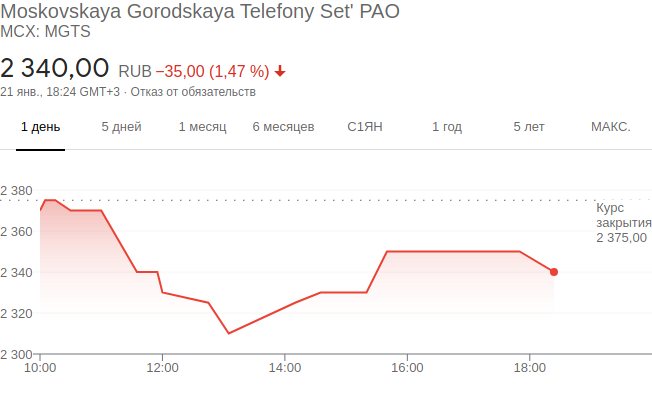 Moskovskaya Gorodskaya Telefony Set' PAO
MCX: MGTS
2 340,00 RUB −35,00 (1,47 %)
21 янв., 18:24 GMT+3 · Отказ от обязательств
1 день 5 дней 1 месяц 6 месяцев С1ЯН 1 год 5 лет МАКС.
2 380
Курс
закрытия
2 375,00
2 360
2 340
2 320
2 300
10:00 12:00 14:00 16:00 18:00